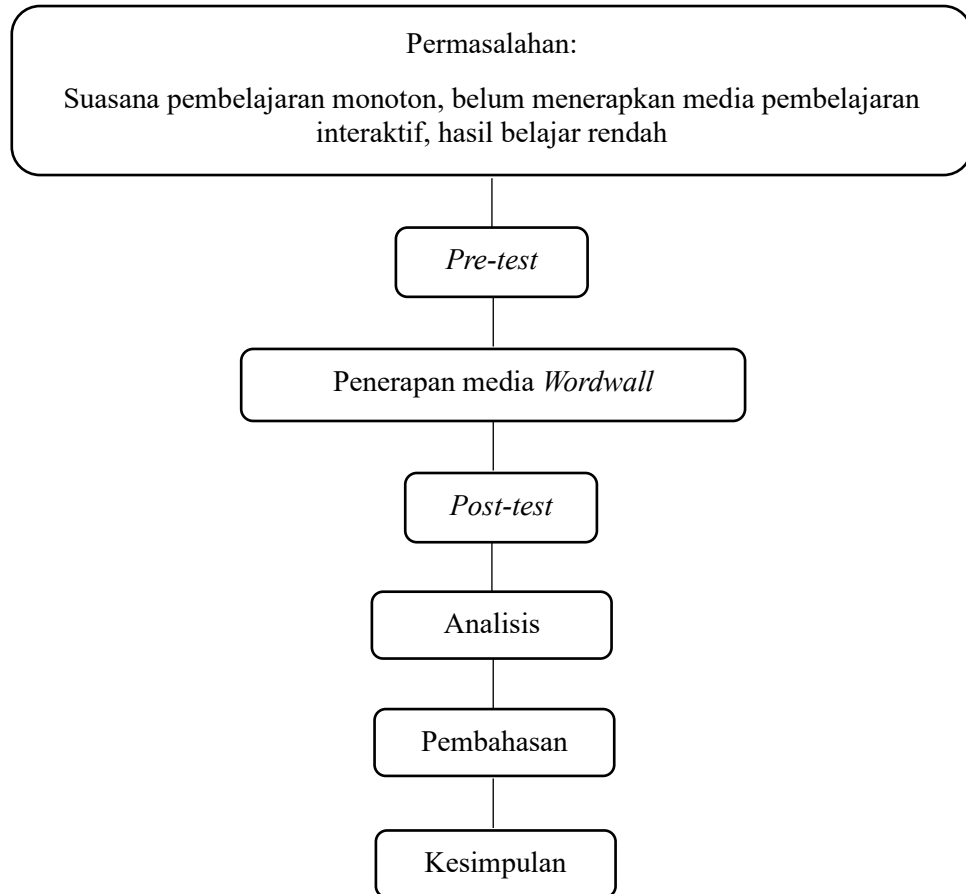 Permasalahan:
Suasana pembelajaran monoton, belum menerapkan media pembelajaran
interaktif, hasil belajar rendah
Pre-test
Penerapan media Wordwall
Post-test
Analisis
Pembahasan
Kesimpulan